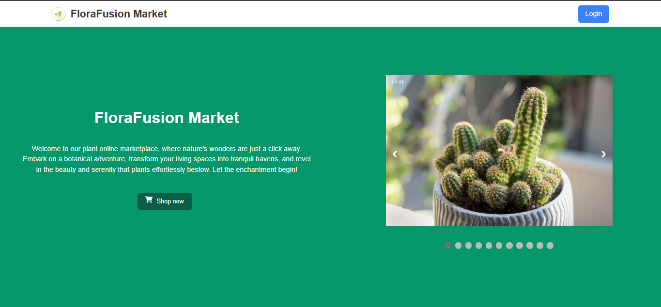 FloraFusion Market
Login
FloraFusion Market
Welcome to our plant online marketplace, where nature's wonders are just a click away.
Embark on a botanical adventure, transform your living spaces into tranquil havens, and revel
in the beauty and serenity that plants effortlessly bestow. Let the enchantment begin!
Shop now